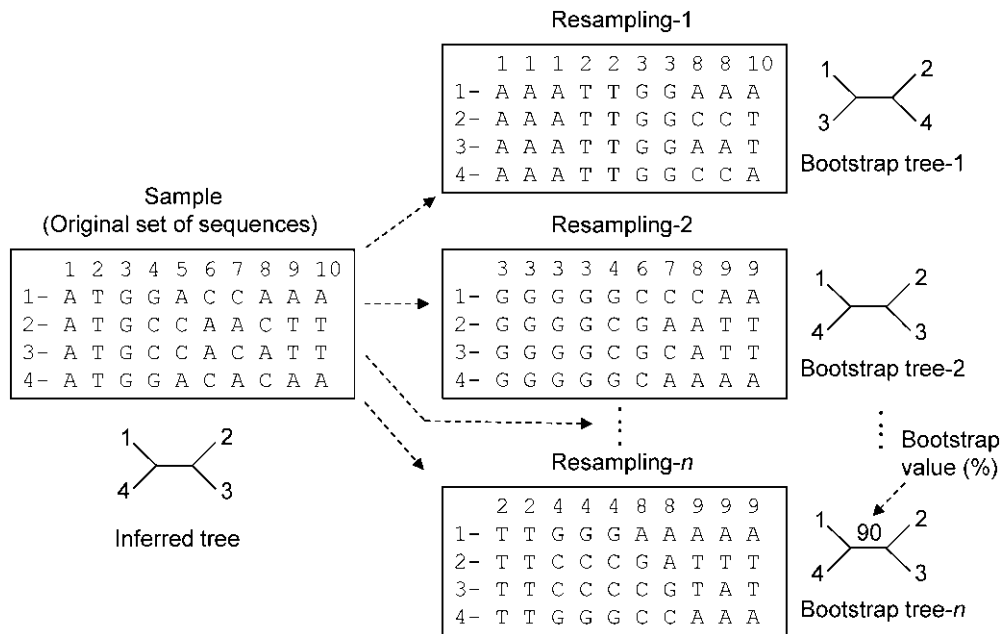 Resampling-1
1 1 1 2 2 3 3 8 8 10
1- A A A T T G G A A A
2- A A A T T G G C C T
3- A A A T T G G A A T
4- A A A T T G G C C A
1 2
3 4
Bootstrap tree-1
Sample
(Original set of sequences)
1 2 3 4 5 6 7 8 9 10
1- A T G G A C C A A A
2- A T G C C A A C T T
3- A T G C C A C A T T
4- A T G G A C A C A A
1 2
4 3
Inferred tree
Resampling-2
3 3 3 3 4 6 7 8 9 9
1- G G G G G C C C A A
2- G G G G C G A A T T
3- G G G G C G C A T T
4- G G G G G C A A A A
1 2
4 3
Bootstrap tree-2
Bootstrap
value (%)
Resampling-n
2 2 4 4 4 8 8 9 9 9
1- T T G G G A A A A A
2- T T C C C G A T T T
3- T T C C C C G T A T
4- T T G G G C C A A A
1 90 2
4 3
Bootstrap tree-n